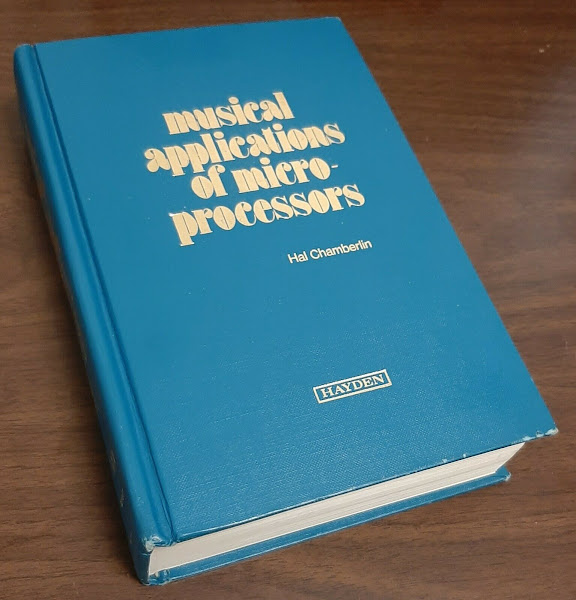 musical
applications
of micro-
processors
Hal Chamberlin
HAYDEN